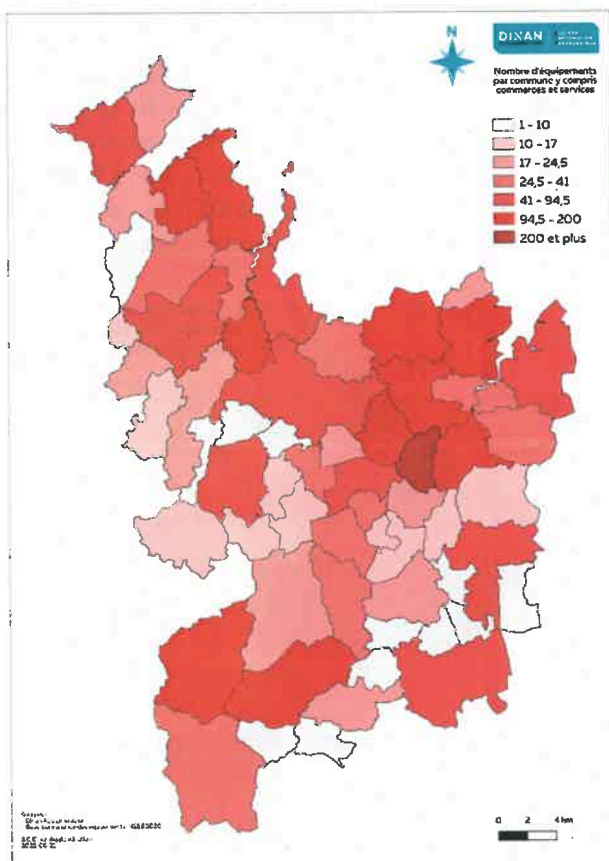 N
DINAN
Nombre d'équipements
par commune y compris
commerces et services
1 - 10
10 - 17
17 - 24,5
24,5 - 41
41 - 94,5
94,5 - 200
200 et plus
0 2 4 km